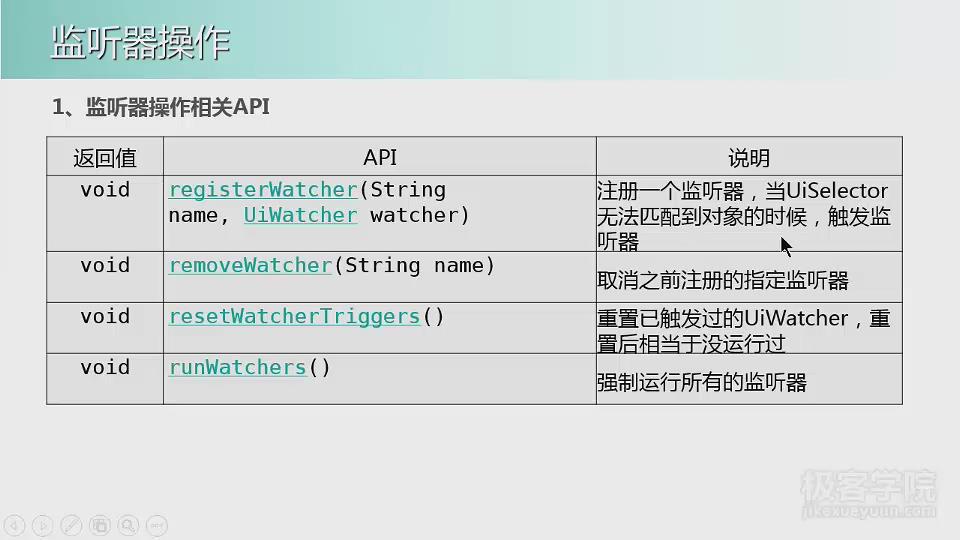 监听器操作
1、监听器操作相关API
返回值 API 说明
void registerWatcher(String
name, UiWatcher watcher)
注册一个监听器，当UiSelector
无法匹配到对象的时候，触发监
听器
void removeWatcher(String name) 取消之前注册的指定监听器
void resetWatcherTriggers()
重置已触发过的UiWatcher，重
置后相当于没运行过
void runWatchers() 强制运行所有的监听器
极客学院
jikexueyuan.com